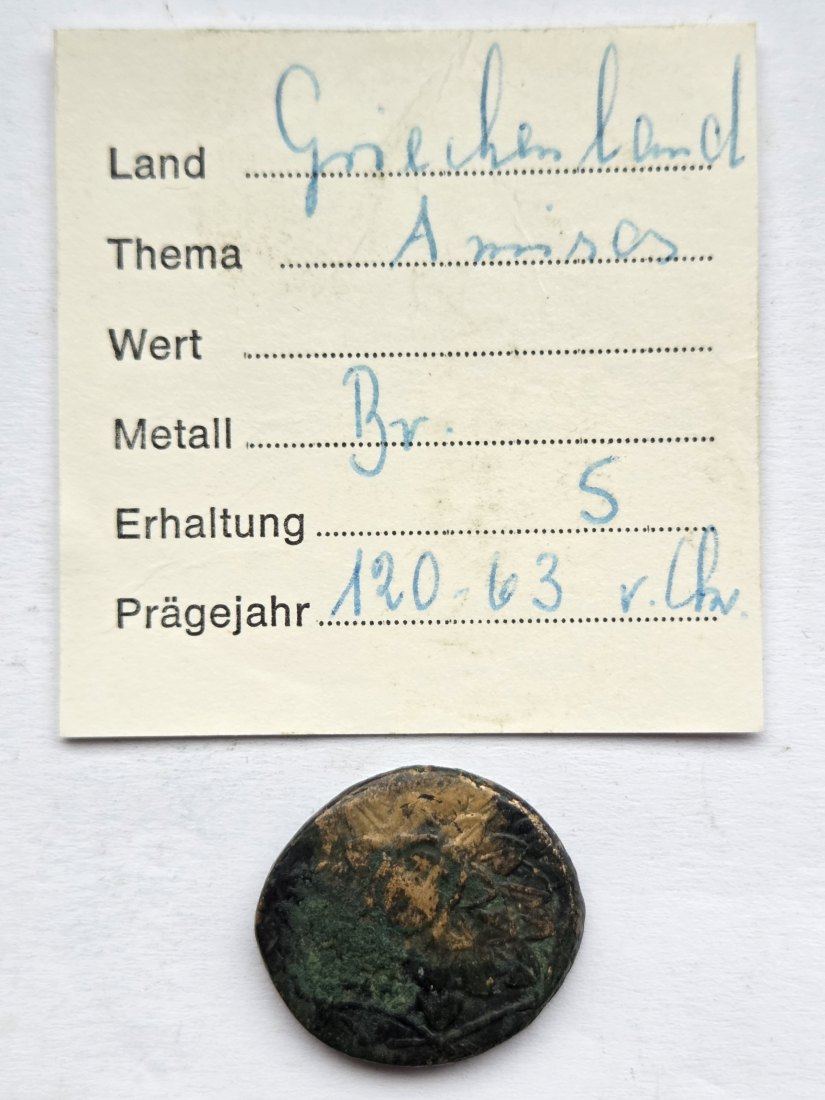 Land Griechenland
Thema Amisos
Wert
Metall Br.
Erhaltung S
Prägejahr 120-63 v. Chr.